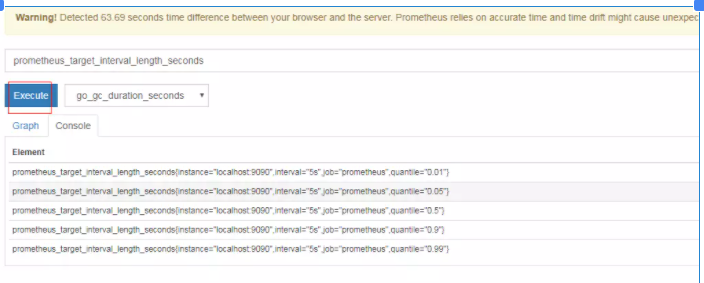 Warning! Detected 63.69 seconds time difference between your browser and the server. Prometheus relies on accurate time and time drift might cause unexpec
prometheus_target_interval_length_seconds
Execute go_gc_duration_seconds
Graph Console
Element
prometheus_target_interval_length_seconds{instance="localhost:9090",interval="5s",job="prometheus",quantile="0.01"}
prometheus_target_interval_length_seconds{instance="localhost:9090",interval="5s",job="prometheus",quantile="0.05"}
prometheus_target_interval_length_seconds{instance="localhost:9090",interval="5s",job="prometheus",quantile="0.5"}
prometheus_target_interval_length_seconds{instance="localhost:9090",interval="5s",job="prometheus",quantile="0.9"}
prometheus_target_interval_length_seconds{instance="localhost:9090",interval="5s",job="prometheus",quantile="0.99"}